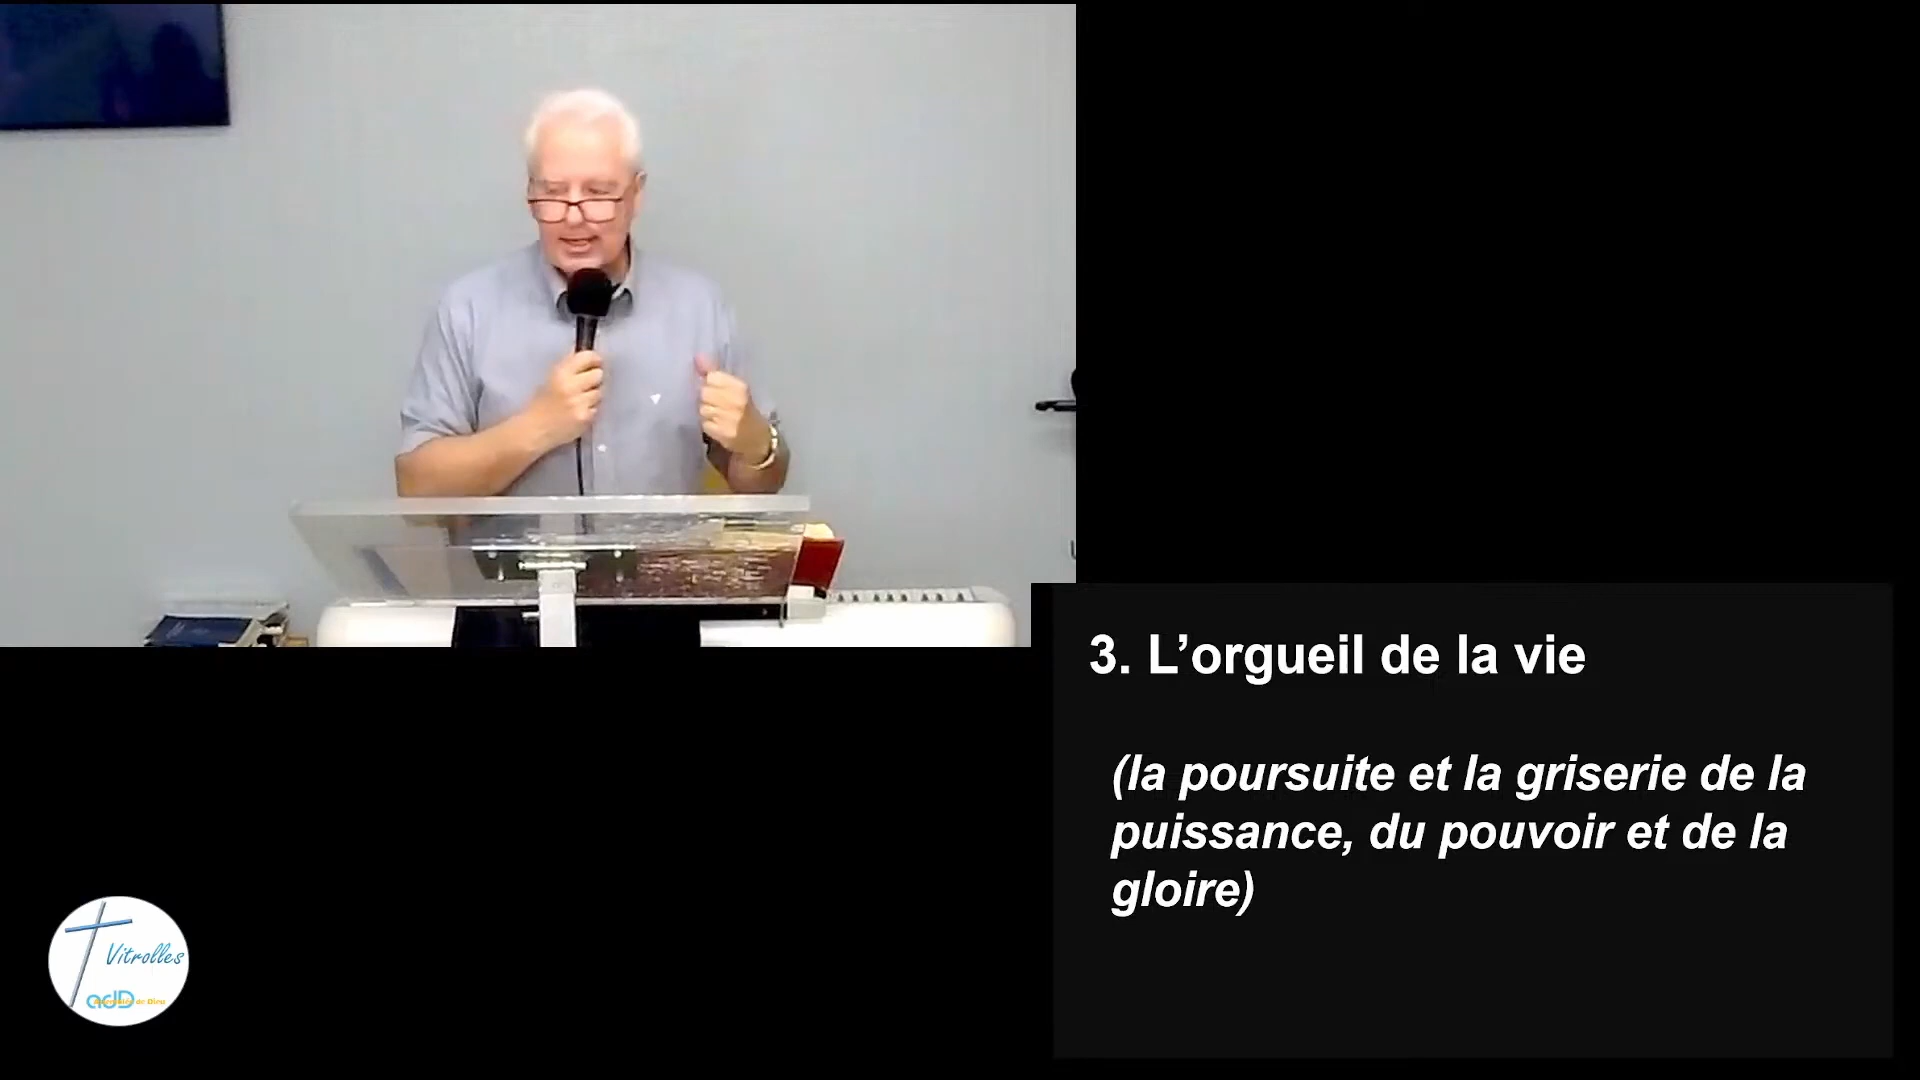 3. L’orgueil de la vie
(la poursuite et la griserie de la
puissance, du pouvoir et de la
gloire)
Vitrolles
addD